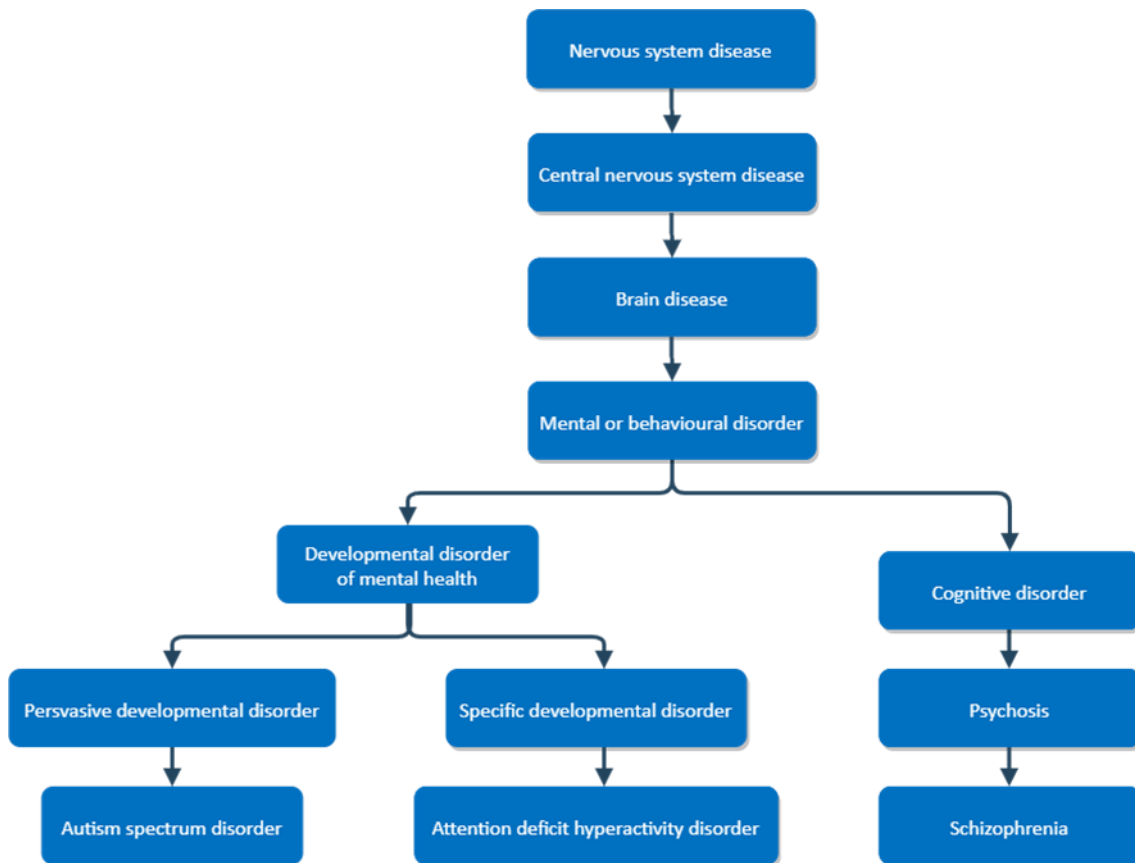 Nervous system disease
Central nervous system disease
Brain disease
Mental or behavioural disorder
Developmental disorder
of mental health
Cognitive disorder
Persvasive developmental disorder
Specific developmental disorder
Psychosis
Autism spectrum disorder
Attention deficit hyperactivity disorder
Schizophrenia